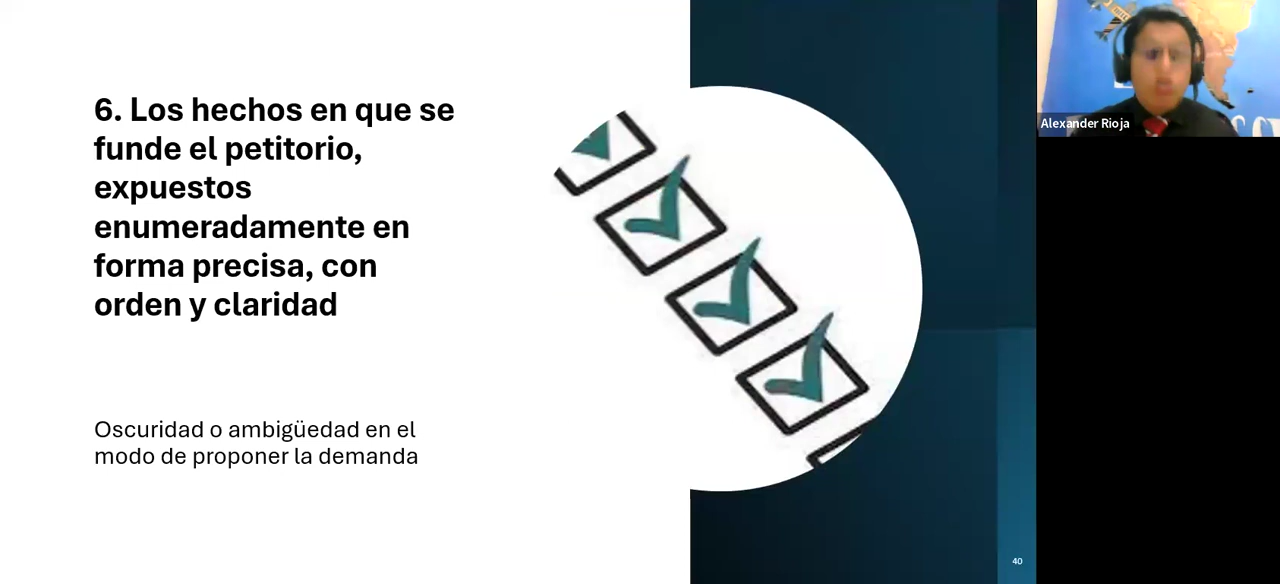 6. Los hechos en que se
funde el petitorio,
expuestos
enumeradamente en
forma precisa, con
orden y claridad
Oscuridad o ambigüedad en el
modo de proponer la demanda
40
Alexander Rioja